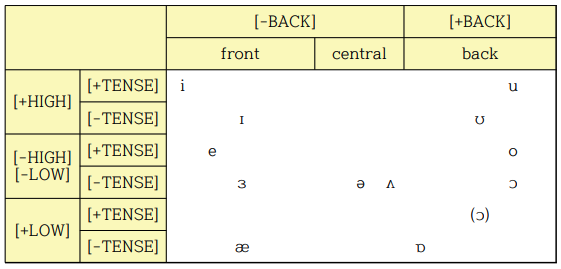 [−BACK] [+BACK]
front central back
[+HIGH] [+TENSE] i u
[−TENSE] ɪ ʊ
[−HIGH] [+TENSE] e o
[−LOW] [−TENSE] ɜ ə ʌ ɔ
[+LOW] [+TENSE] (ɔ)
[−TENSE] æ ɒ